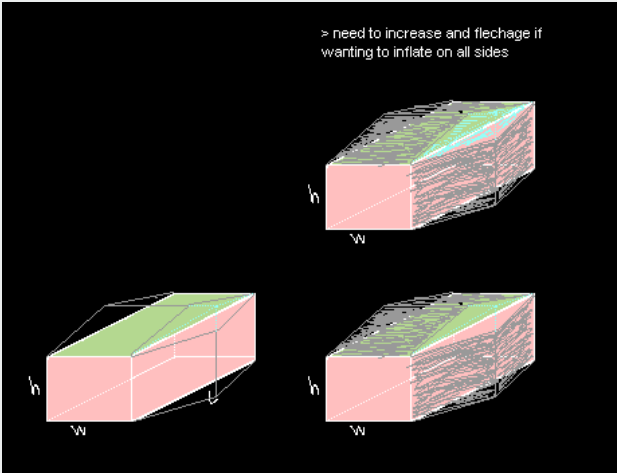 > need to increase and flechage if
wanting to inflate on all sides
h
w
h
w
L
h
w